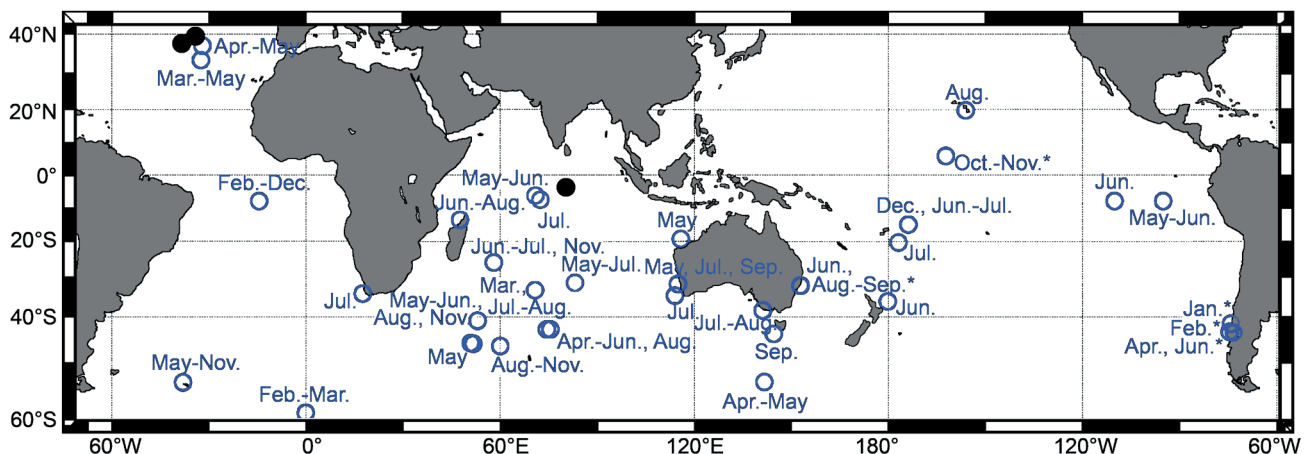 40°N
Apr.-May
Mar.-May
Aug.
20°N
Oct.-Nov.*
0°
Feb.-Dec.
May-Jun.
Jun.
Jun.-Aug.
Jul.
May
Dec., Jun.-Jul.
May-Jun.
20°S
Jun.-Jul., Nov.
Jul.
May-Jul.
May, Jul., Sep.
Jun.,
Aug.-Sep.*
Mar.,
Jul.-Aug.
Jul.
May-Jun.,
Aug., Nov.
Jul.
Jun.
Jan.*
40°S
Jul.-Aug.
Feb.*
Apr.-Jun., Aug.
Apr., Jun.*
May
Aug.-Nov.
Sep.
May-Nov.
Feb.-Mar.
Apr.-May
60°S
60°W
0°
60°E
120°E
180°
120°W
60°W